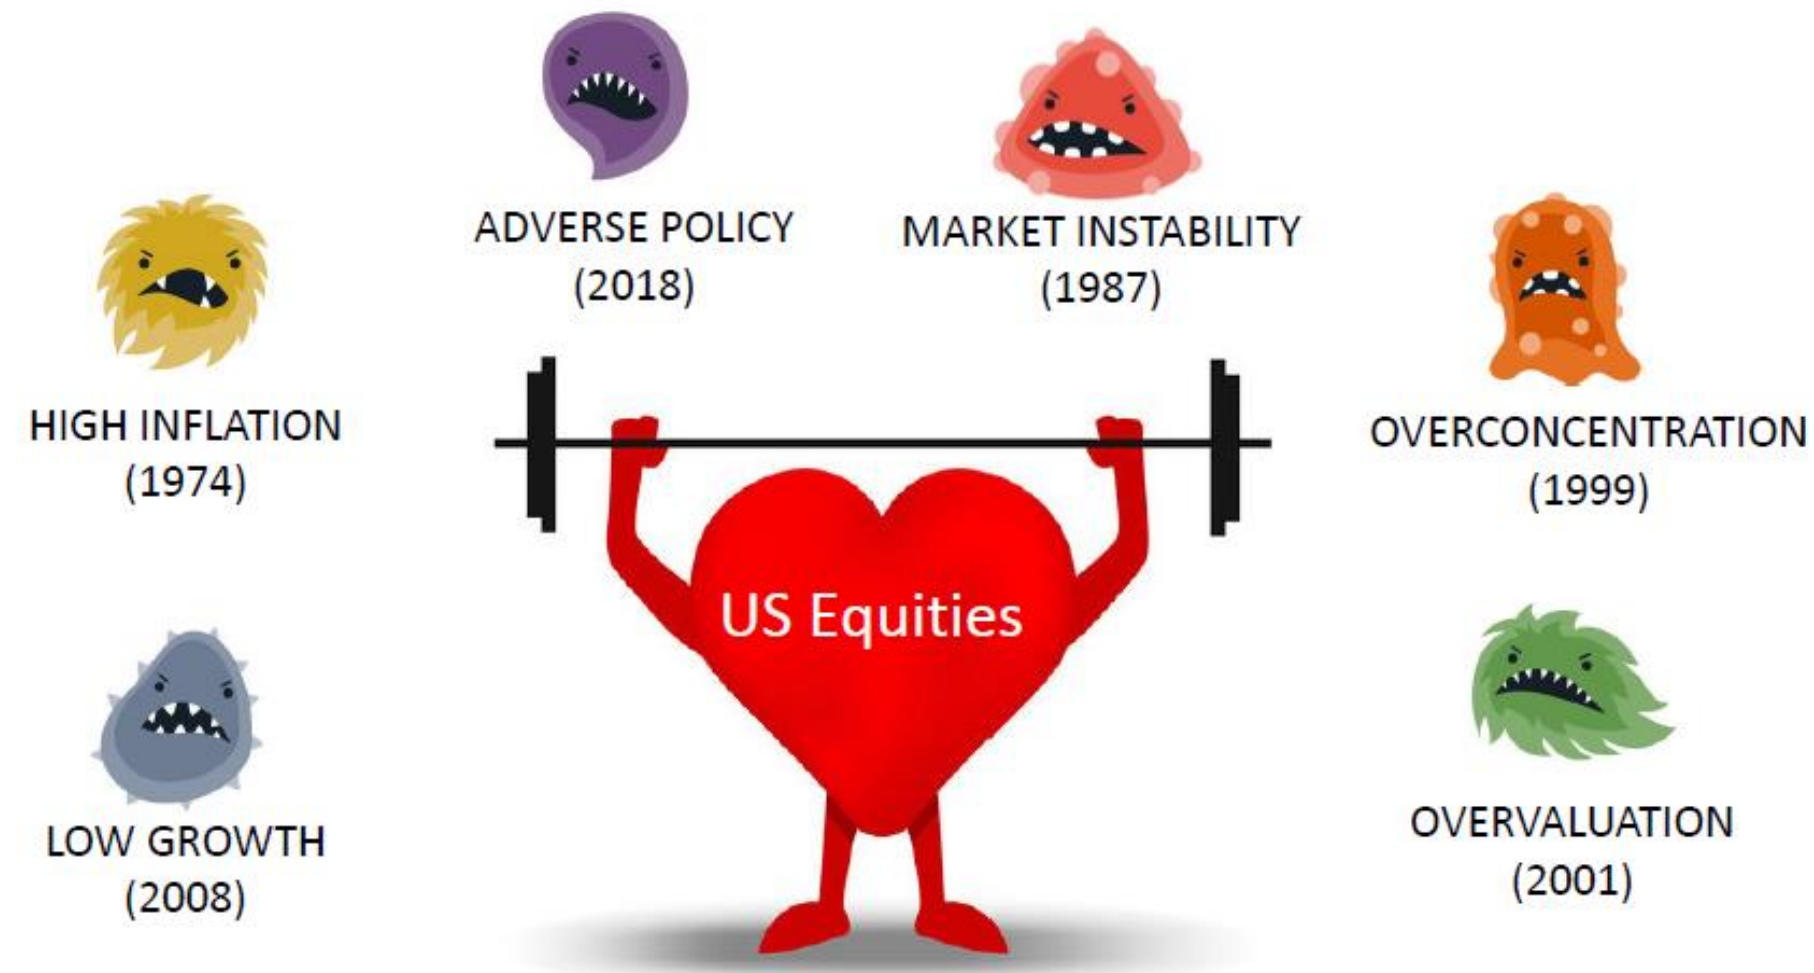 ADVERSE POLICY
(2018)
MARKET INSTABILITY
(1987)
HIGH INFLATION
(1974)
OVERCONCENTRATION
(1999)
US Equities
LOW GROWTH
(2008)
OVERVALUATION
(2001)